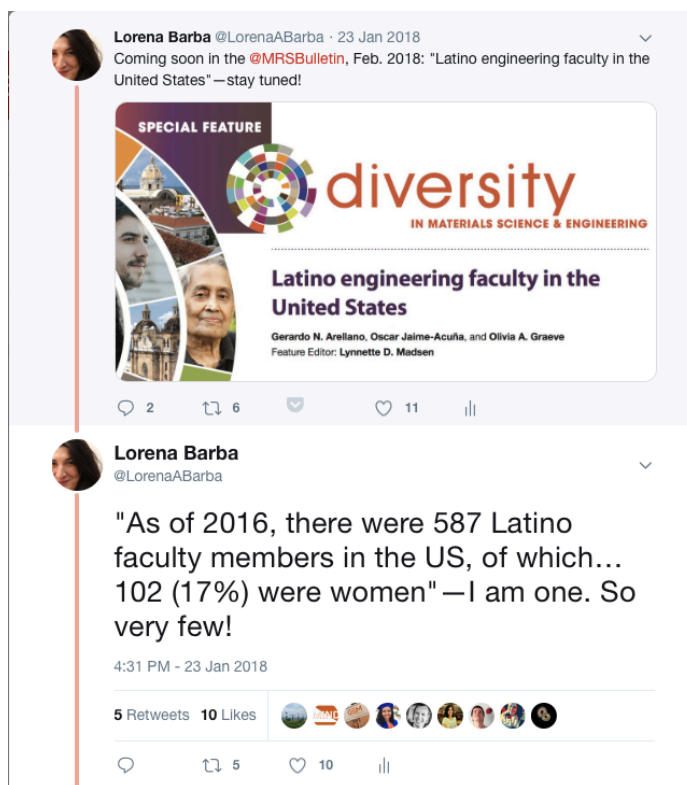 Lorena Barba @LorenaABarba · 23 Jan 2018
Coming soon in the @MRSBulletin, Feb. 2018: "Latino engineering faculty in the
United States"—stay tuned!
SPECIAL FEATURE
diversity
IN MATERIALS SCIENCE & ENGINEERING
Latino engineering faculty in the
United States
Gerardo N. Arellano, Oscar Jaime-Acuña, and Olivia A. Graeve
Feature Editor: Lynnette D. Madsen
2 6 11
Lorena Barba
@LorenaABarba
"As of 2016, there were 587 Latino
faculty members in the US, of which...
102 (17%) were women"—I am one. So
very few!
4:31 PM - 23 Jan 2018
5 Retweets 10 Likes
5 10